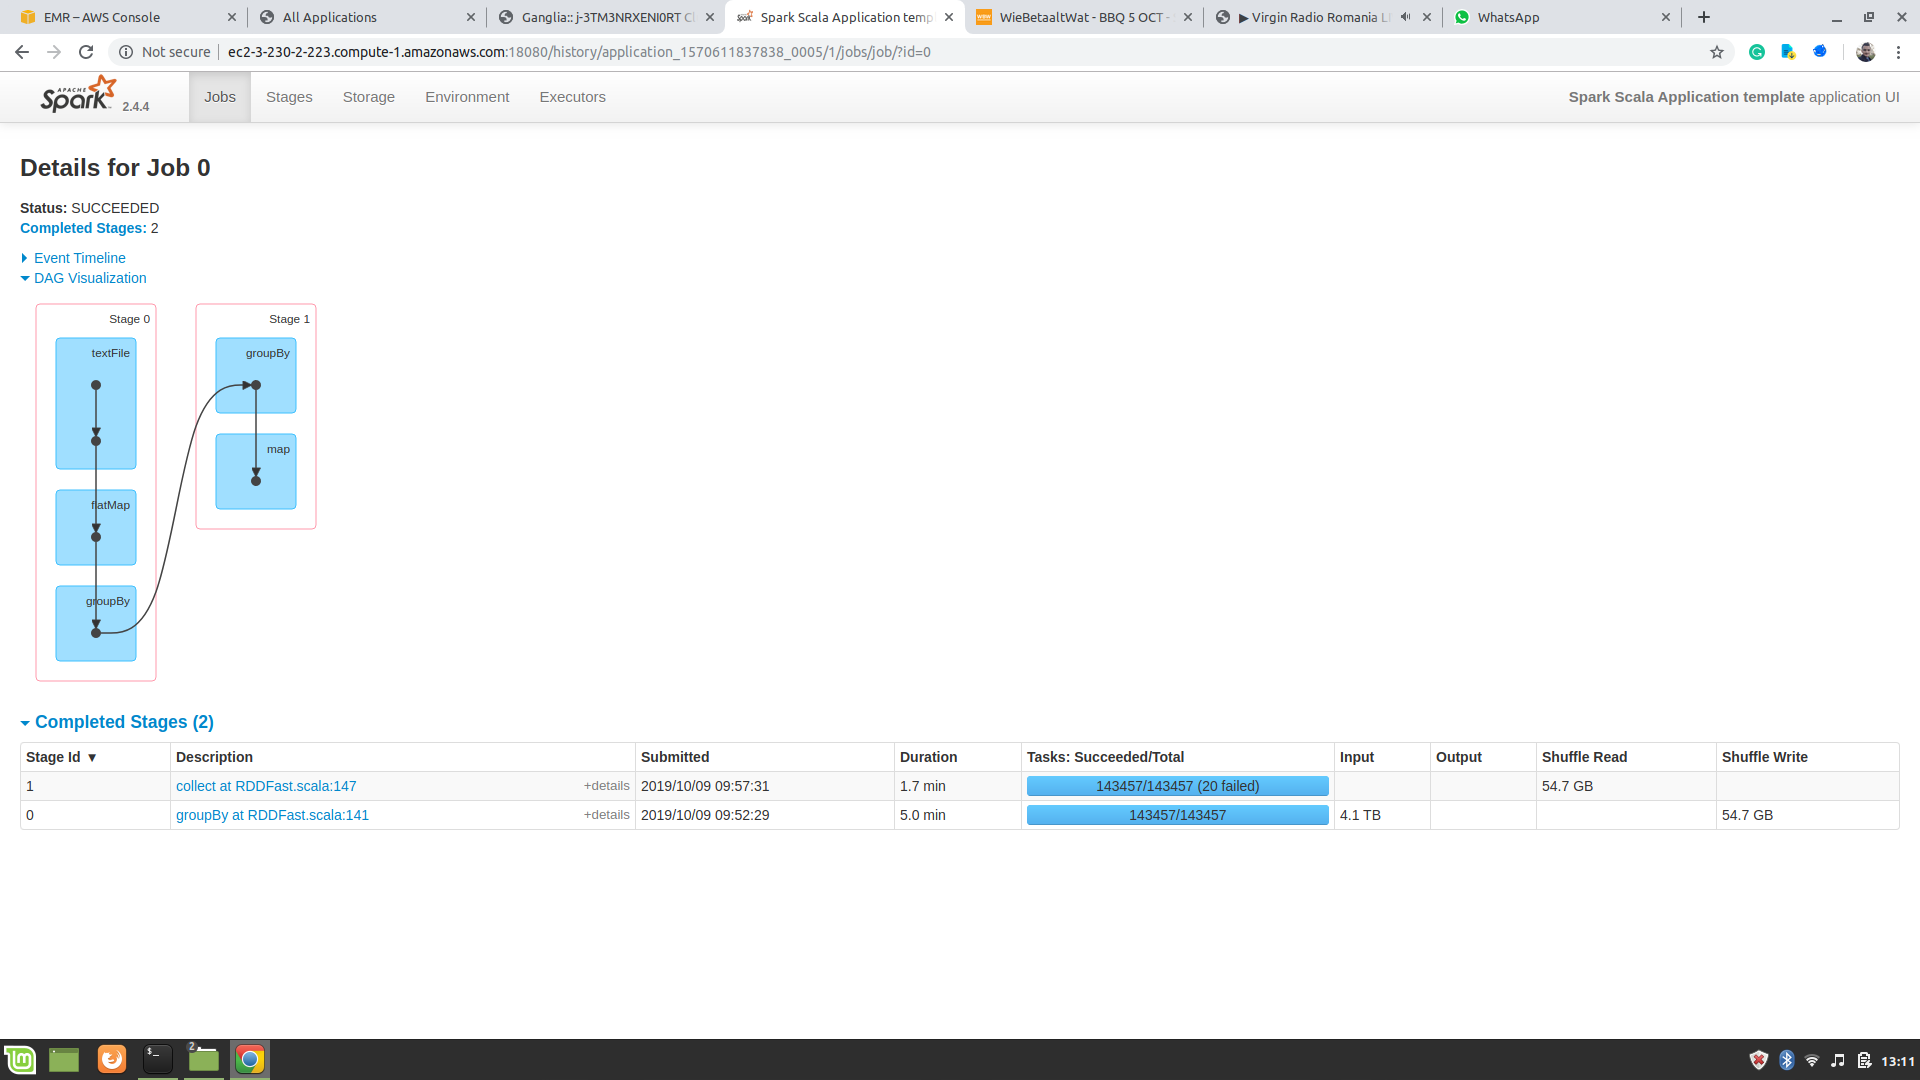 EMR – AWS Console
All Applications
Ganglia:: j-3TM3NRXENI0RT Cl
Spark Scala Application temp
WieBetaaltWat - BBQ 5 OCT -
▶ Virgin Radio Romania LI
WhatsApp
Not secure
ec2-3-230-2-223.compute-1.amazonaws.com:18080/history/application_1570611837838_0005/1/jobs/job/?id=0
APACHE Spark 2.4.4
Jobs
Stages
Storage
Environment
Executors
Spark Scala Application template application UI
Details for Job 0
Status: SUCCEEDED
Completed Stages: 2
Event Timeline
DAG Visualization
Stage 0
Stage 1
textFile
groupBy
map
flatMap
groupBy
Completed Stages (2)
Stage Id ▼ Description Submitted Duration Tasks: Succeeded/Total Input Output Shuffle Read Shuffle Write
1 collect at RDDFast.scala:147 +details 2019/10/09 09:57:31 1.7 min 143457/143457 (20 failed) 54.7 GB
0 groupBy at RDDFast.scala:141 +details 2019/10/09 09:52:29 5.0 min 143457/143457 4.1 TB 54.7 GB
2
$_
13:11